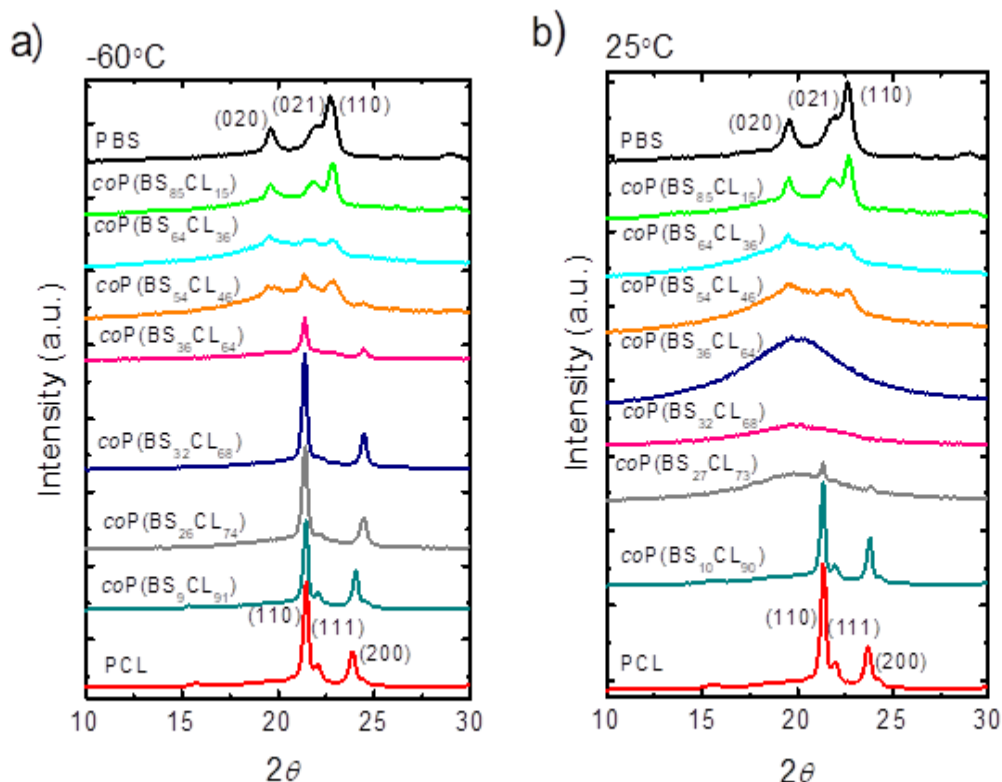 a)
-60°C
(020)
(021)
(110)
PBS
coP(BS₈₅CL₁₅)
coP(BS₆₄CL₃₆)
coP(BS₅₄CL₄₆)
coP(BS₃₆CL₆₄)
coP(BS₃₂CL₆₈)
coP(BS₂₆CL₇₄)
coP(BS₉CL₉₁)
(110)
(111)
(200)
PCL
Intensity (a.u.)
10 15 20 25 30
2θ
b)
25°C
(020)
(021)
(110)
PBS
coP(BS₈₅CL₁₅)
coP(BS₆₄CL₃₆)
coP(BS₅₄CL₄₆)
coP(BS₃₆CL₆₄)
coP(BS₃₂CL₆₈)
coP(BS₂₇CL₇₃)
coP(BS₁₀CL₉₀)
(110)
(111)
(200)
PCL
Intensity (a.u.)
10 15 20 25 30
2θ